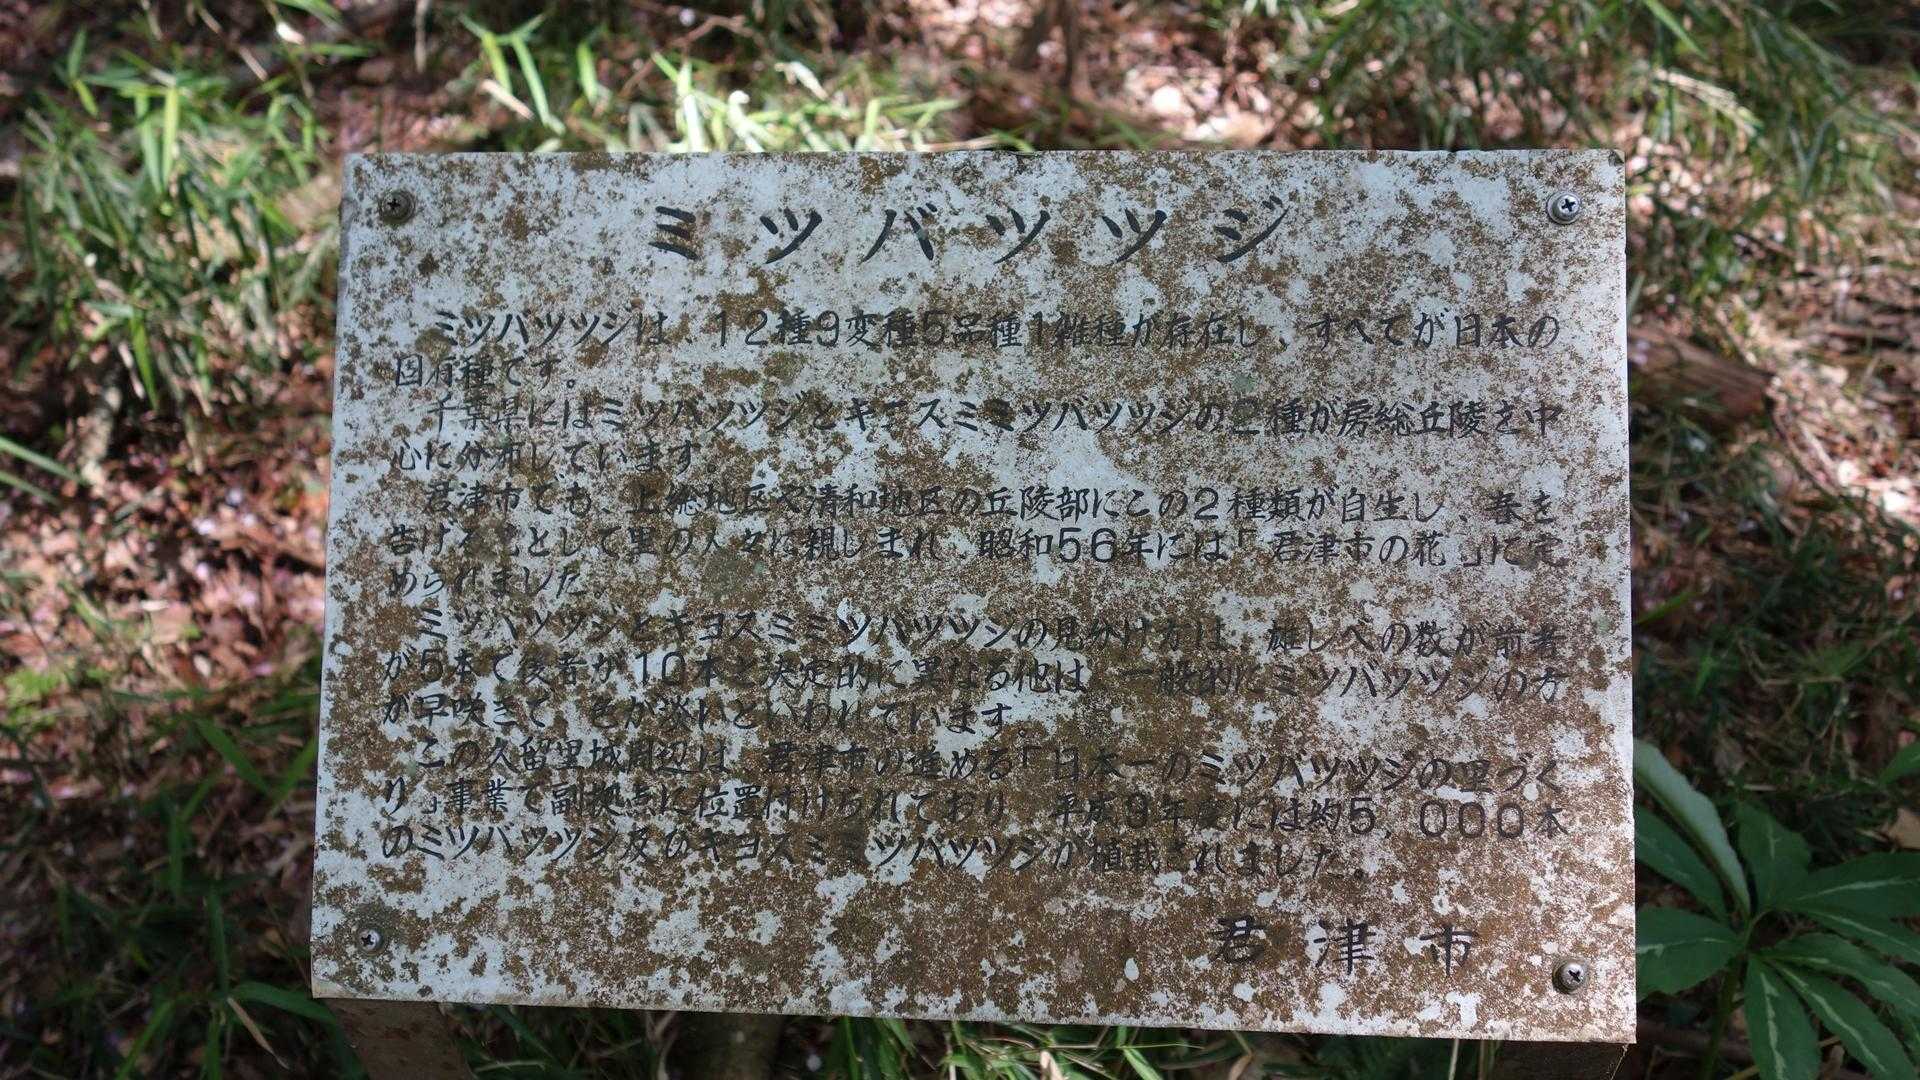 ミツバツツジ
ミツバツツジは、12種9変種5品種1雑種が存在し、すべてが日本の
固有種です。
千葉県にはミツバツツジとキヨスミミツバツツジの2種が房総丘陵を中
心に分布しています。
君津市でも、上総地区や清和地区の丘陵部にこの2種類が自生し、春を
告げる花として里の人々に親しまれ、昭和56年には「君津市の花」に定
められました。
ミツバツツジとキヨスミミツバツツジの見分け方は、雄しべの数が前者
が5本で後者が10本と決定的に異なる他は、一般的にミツバツツジの方
が早咲きで、色が淡いといわれています。
この久留里城周辺は、君津市の進める「日本一のミツバツツジの里づく
り」事業で副拠点に位置付けられており、平成9年度には約5,000本
のミツバツツジ及びキヨスミミツバツツジが植栽されました。
君津市